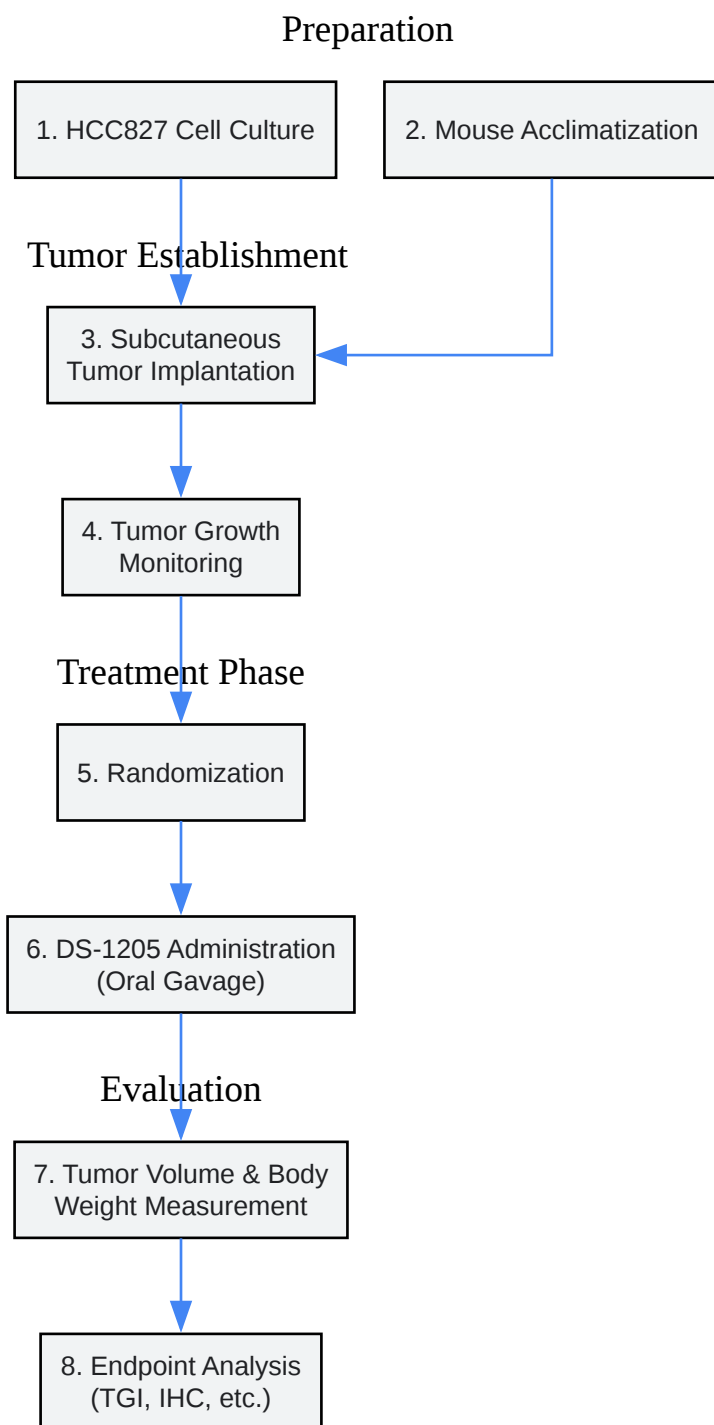 Preparation
1. HCC827 Cell Culture
2. Mouse Acclimatization
Tumor Establishment
3. Subcutaneous
Tumor Implantation
4. Tumor Growth
Monitoring
Treatment Phase
5. Randomization
6. DS-1205 Administration
(Oral Gavage)
Evaluation
7. Tumor Volume & Body
Weight Measurement
8. Endpoint Analysis
(TGI, IHC, etc.)